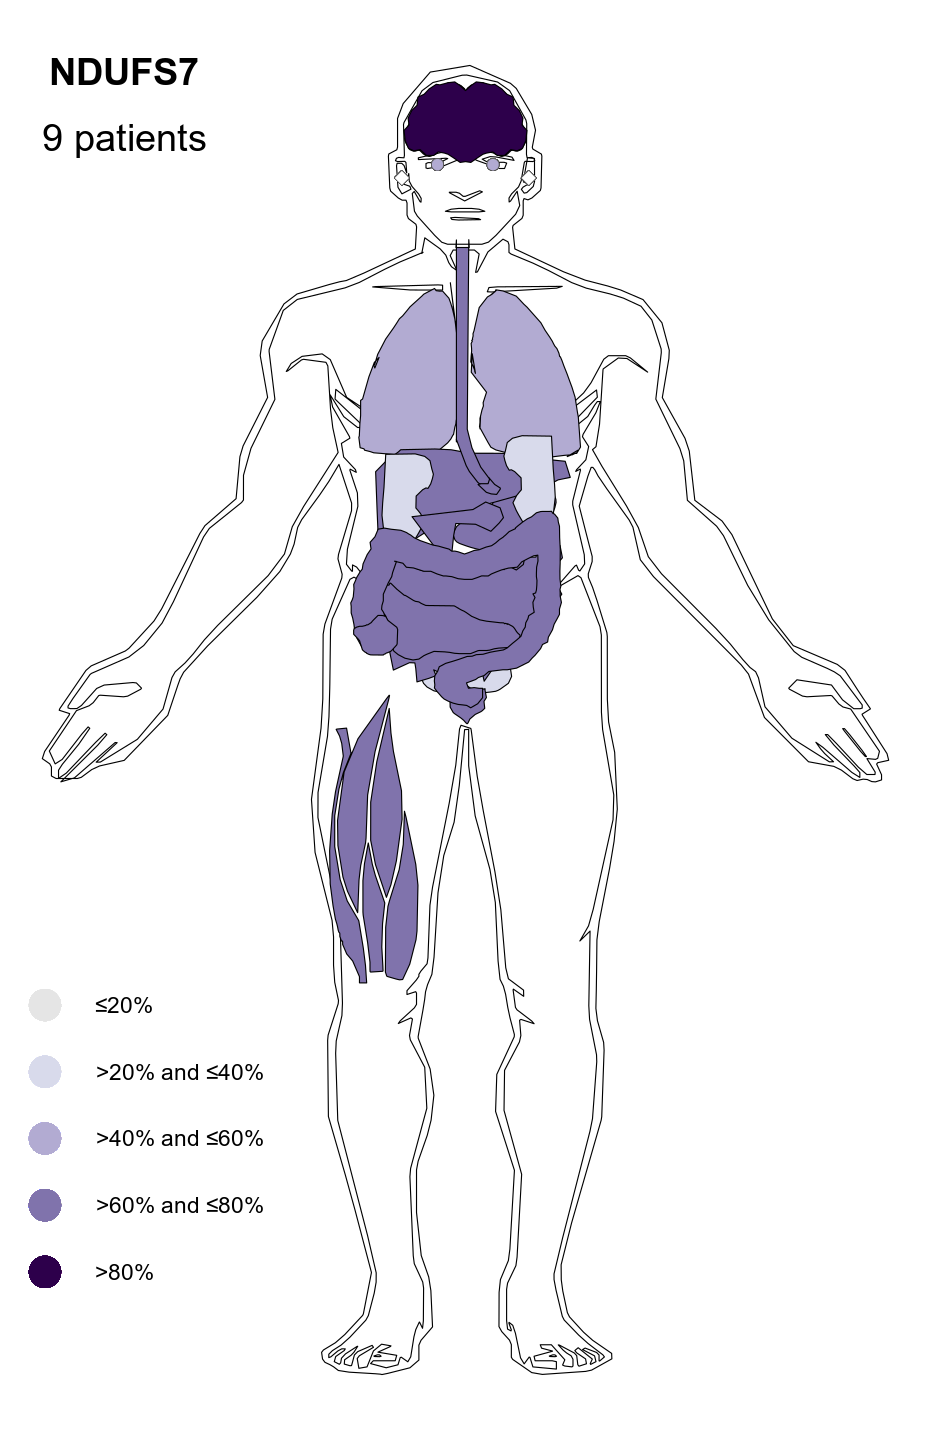 NDUFS7
9 patients
≤20%
>20% and ≤40%
>40% and ≤60%
>60% and ≤80%
>80%